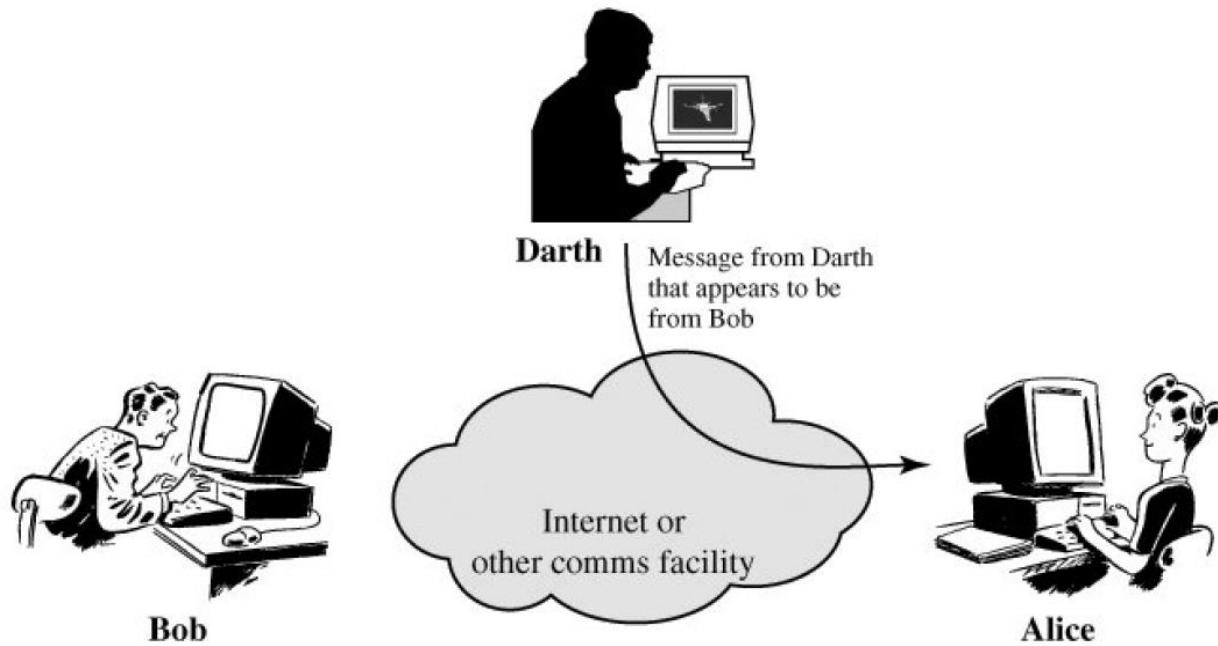 Darth
Message from Darth
that appears to be
from Bob
Internet or
other comms facility
Bob
Alice